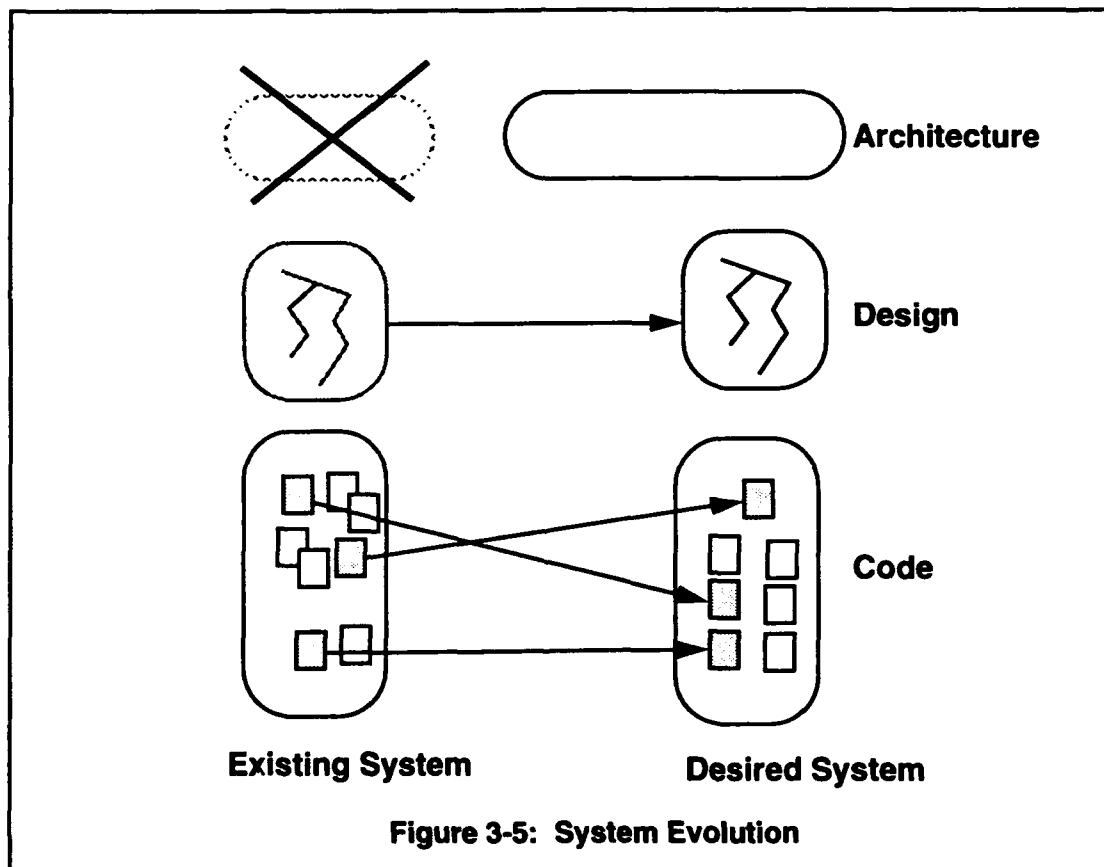 Architecture
Design
Code
Existing System
Desired System
Figure 3-5: System Evolution